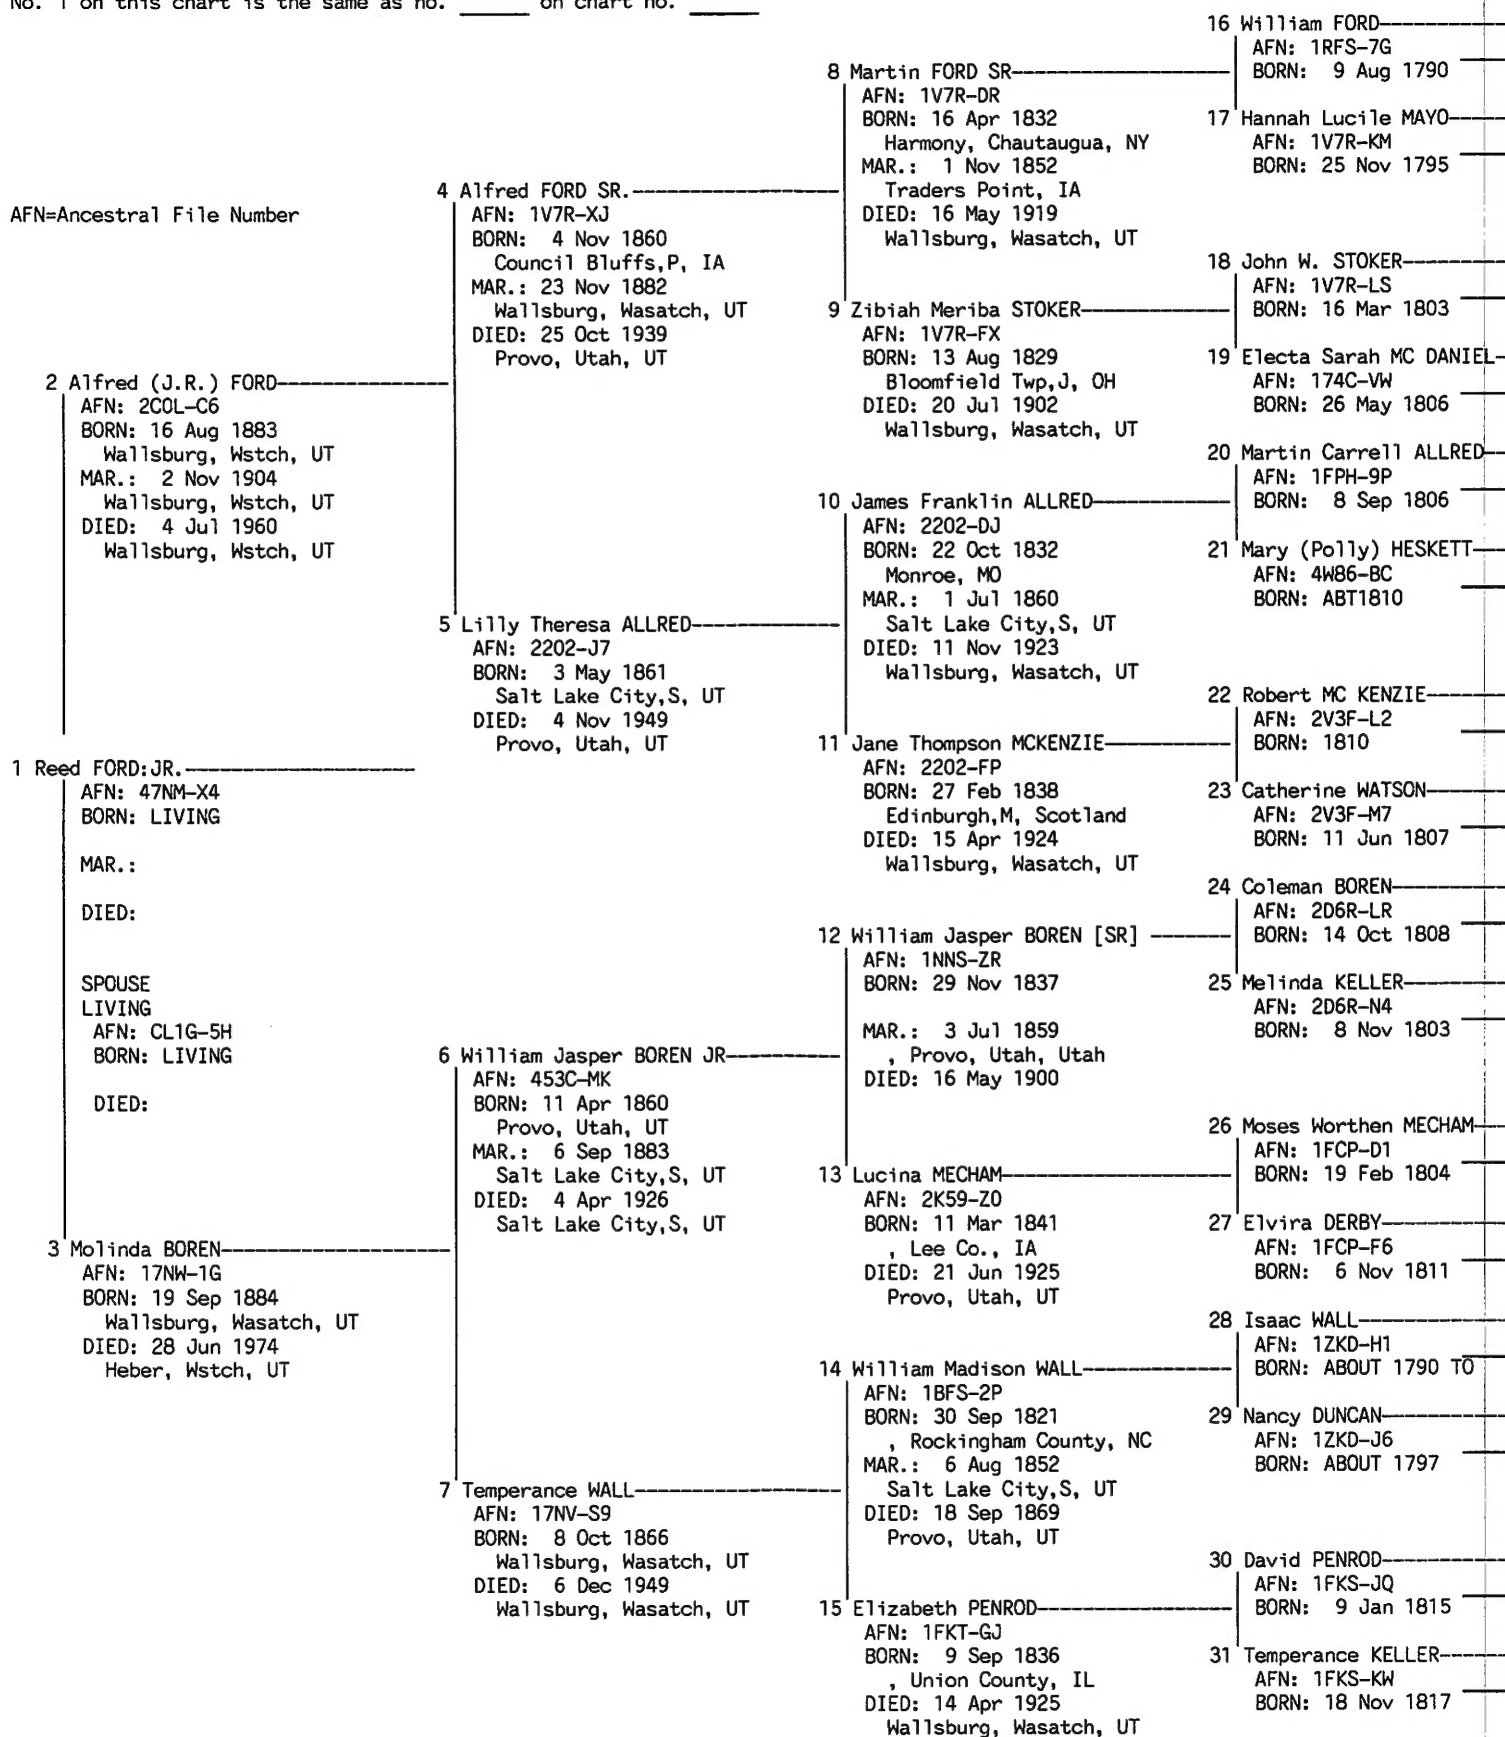 No. 1 on this chart is the same as no. ______ on chart no. ______
AFN=Ancestral File Number
1 Reed FORD:JR.
AFN: 47NM-X4
BORN: LIVING
MAR.:
DIED:
SPOUSE
LIVING
AFN: CL1G-5H
BORN: LIVING
DIED:
2 Alfred (J.R.) FORD
AFN: 2C0L-C6
BORN: 16 Aug 1883
Wallsburg, Wstch, UT
MAR.: 2 Nov 1904
Wallsburg, Wstch, UT
DIED: 4 Jul 1960
Wallsburg, Wstch, UT
3 Molinda BOREN
AFN: 17NW-1G
BORN: 19 Sep 1884
Wallsburg, Wasatch, UT
DIED: 28 Jun 1974
Heber, Wstch, UT
4 Alfred FORD SR.
AFN: 1V7R-XJ
BORN: 4 Nov 1860
Council Bluffs,P, IA
MAR.: 23 Nov 1882
Wallsburg, Wasatch, UT
DIED: 25 Oct 1939
Provo, Utah, UT
5 Lilly Theresa ALLRED
AFN: 2202-J7
BORN: 3 May 1861
Salt Lake City,S, UT
DIED: 4 Nov 1949
Provo, Utah, UT
6 William Jasper BOREN JR
AFN: 453C-MK
BORN: 11 Apr 1860
Provo, Utah, UT
MAR.: 6 Sep 1883
Salt Lake City,S, UT
DIED: 4 Apr 1926
Salt Lake City,S, UT
7 Temperance WALL
AFN: 17NV-S9
BORN: 8 Oct 1866
Wallsburg, Wasatch, UT
DIED: 6 Dec 1949
Wallsburg, Wasatch, UT
8 Martin FORD SR
AFN: 1V7R-DR
BORN: 16 Apr 1832
Harmony, Chautaugua, NY
MAR.: 1 Nov 1852
Traders Point, IA
DIED: 16 May 1919
Wallsburg, Wasatch, UT
9 Zibiah Meriba STOKER
AFN: 1V7R-FX
BORN: 13 Aug 1829
Bloomfield Twp,J, OH
DIED: 20 Jul 1902
Wallsburg, Wasatch, UT
10 James Franklin ALLRED
AFN: 2202-DJ
BORN: 22 Oct 1832
Monroe, MO
MAR.: 1 Jul 1860
Salt Lake City,S, UT
DIED: 11 Nov 1923
Wallsburg, Wasatch, UT
11 Jane Thompson MCKENZIE
AFN: 2202-FP
BORN: 27 Feb 1838
Edinburgh,M, Scotland
DIED: 15 Apr 1924
Wallsburg, Wasatch, UT
12 William Jasper BOREN [SR]
AFN: 1NNS-ZR
BORN: 29 Nov 1837
MAR.: 3 Jul 1859
, Provo, Utah, Utah
DIED: 16 May 1900
13 Lucina MECHAM
AFN: 2K59-Z0
BORN: 11 Mar 1841
, Lee Co., IA
DIED: 21 Jun 1925
Provo, Utah, UT
14 William Madison WALL
AFN: 1BFS-2P
BORN: 30 Sep 1821
, Rockingham County, NC
MAR.: 6 Aug 1852
Salt Lake City,S, UT
DIED: 18 Sep 1869
Provo, Utah, UT
15 Elizabeth PENROD
AFN: 1FKT-GJ
BORN: 9 Sep 1836
, Union County, IL
DIED: 14 Apr 1925
Wallsburg, Wasatch, UT
16 William FORD
AFN: 1RFS-7G
BORN: 9 Aug 1790
17 Hannah Lucile MAYO
AFN: 1V7R-KM
BORN: 25 Nov 1795
18 John W. STOKER
AFN: 1V7R-LS
BORN: 16 Mar 1803
19 Electa Sarah MC DANIEL
AFN: 174C-VW
BORN: 26 May 1806
20 Martin Carrell ALLRED
AFN: 1FPH-9P
BORN: 8 Sep 1806
21 Mary (Polly) HESKETT
AFN: 4W86-BC
BORN: ABT1810
22 Robert MC KENZIE
AFN: 2V3F-L2
BORN: 1810
23 Catherine WATSON
AFN: 2V3F-M7
BORN: 11 Jun 1807
24 Coleman BOREN
AFN: 2D6R-LR
BORN: 14 Oct 1808
25 Melinda KELLER
AFN: 2D6R-N4
BORN: 8 Nov 1803
26 Moses Worthen MECHAM
AFN: 1FCP-D1
BORN: 19 Feb 1804
27 Elvira DERBY
AFN: 1FCP-F6
BORN: 6 Nov 1811
28 Isaac WALL
AFN: 1ZKD-H1
BORN: ABOUT 1790 TO
29 Nancy DUNCAN
AFN: 1ZKD-J6
BORN: ABOUT 1797
30 David PENROD
AFN: 1FKS-JQ
BORN: 9 Jan 1815
31 Temperance KELLER
AFN: 1FKS-KW
BORN: 18 Nov 1817